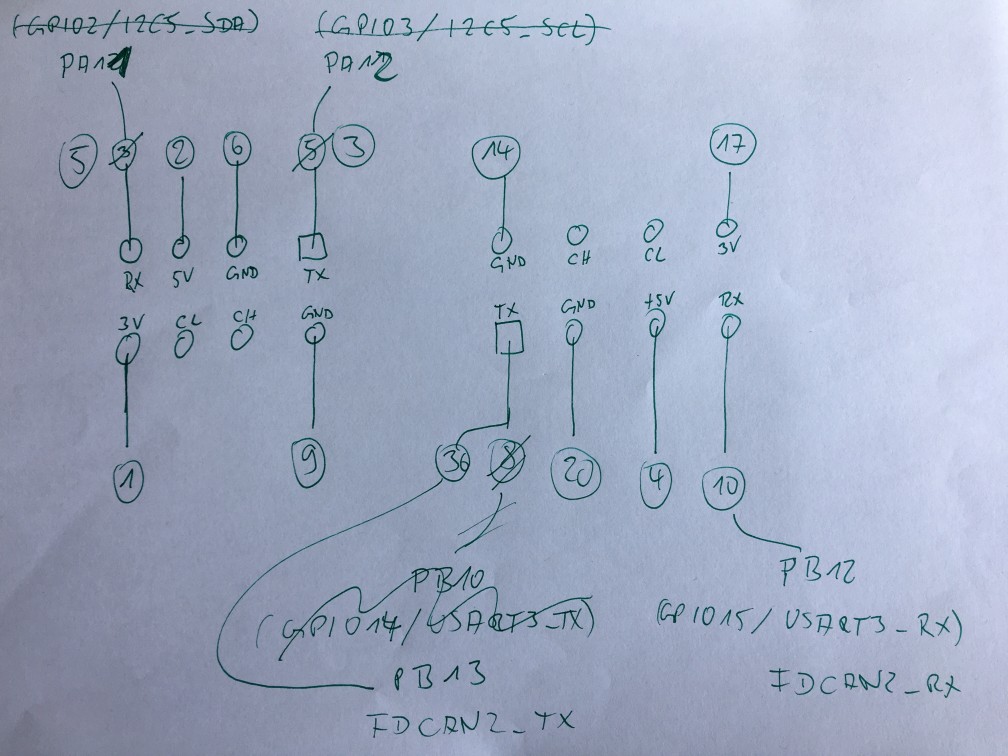 (GPIO2/I2C5_SDA) (GPIO3/I2C5_SCL)
PA11 PA12
5 3 2 6 5 3 14 17
RX 5V GND TX GND CH CL 3V
3V CL CH GND TX GND +5V RX
1 9 36 8 20 4 10
PB10 PB12
(GPIO14/USART3_TX) (GPIO15/USART3_RX)
PB13 FDCAN2_RX
FDCAN2_TX